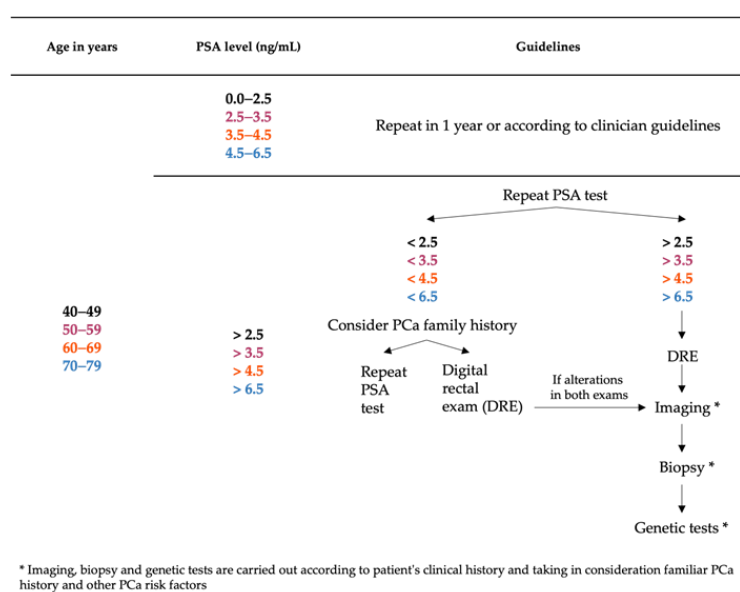 Age in years PSA level (ng/mL) Guidelines
0.0–2.5
2.5–3.5
3.5–4.5
4.5–6.5
Repeat in 1 year or according to clinician guidelines
40–49
50–59
60–69
70–79
> 2.5
> 3.5
> 4.5
> 6.5
Repeat PSA test
< 2.5
< 3.5
< 4.5
< 6.5
Consider PCa family history
Repeat
PSA
test
Digital
rectal
exam (DRE)
If alterations
in both exams
> 2.5
> 3.5
> 4.5
> 6.5
DRE
Imaging *
Biopsy *
Genetic tests *
* Imaging, biopsy and genetic tests are carried out according to patient's clinical history and taking in consideration familiar PCa
history and other PCa risk factors